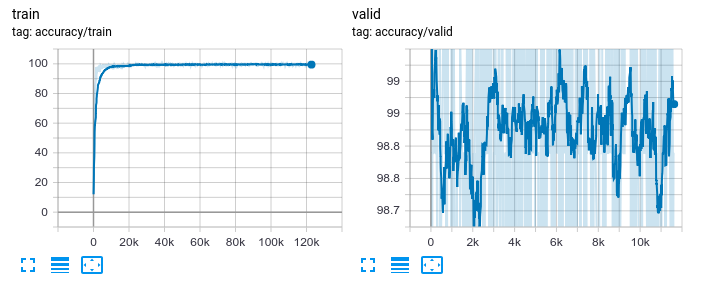 train
tag: accuracy/train
100
80
60
40
20
0
0 20k 40k 60k 80k 100k 120k
valid
tag: accuracy/valid
99
99
98.8
98.8
98.7
0 2k 4k 6k 8k 10k